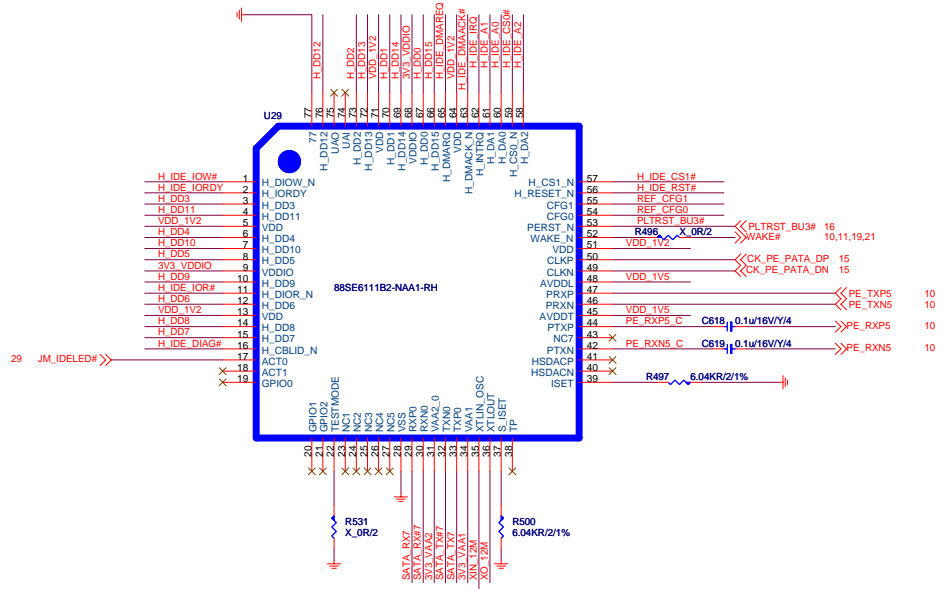 H_DD12
H_DD2
H_DD13
VDD_1V2
H_DD1
H_DD14
3V3_VDDIO
H_DD0
H_DD15
H_IDE_DMAREQ
VDD_1V2
H_IDE_DMAACK#
H_IDE_IRQ
H_IDE_A1
H_IDE_A0
H_IDE_CS0#
H_IDE_A2
U29
77
76
75
74
73
72
71
70
69
68
67
66
65
64
63
62
61
60
59
58
77
H_DD12
UAO
UAI
H_DD2
H_DD13
VDD
H_DD1
H_DD14
VDDIO
H_DD0
H_DD15
H_DMARQ
VDD
H_DMACK_N
H_INTRQ
H_DA1
H_DA0
H_CS0_N
H_DA2
H_IDE_IOW# 1 H_DIOW_N
H_IDE_IORDY 2 H_IORDY
H_DD3 3 H_DD3
H_DD11 4 H_DD11
VDD_1V2 5 VDD
H_DD4 6 H_DD4
H_DD10 7 H_DD10
H_DD5 8 H_DD5
3V3_VDDIO 9 VDDIO
H_DD9 10 H_DD9
H_IDE_IOR# 11 H_DIOR_N
H_DD6 12 H_DD6
VDD_1V2 13 VDD
H_DD8 14 H_DD8
H_DD7 15 H_DD7
H_IDE_DIAG# 16 H_CBLID_N
29 JM_IDELED# 17 ACT0
18 ACT1
19 GPIO0
88SE6111B2-NAA1-RH
H_CS1_N 57 H_IDE_CS1#
H_RESET_N 56 H_IDE_RST#
CFG1 55 REF_CFG1
CFG0 54 REF_CFG0
PERST_N 53 PLTRST_BU3# PLTRST_BU3# 16
WAKE_N 52 R496 X_0R/2 WAKE# 10,11,19,21
VDD 51 VDD_1V2
CLKP 50 CK_PE_PATA_DP 15
CLKN 49 CK_PE_PATA_DN 15
AVDDL 48 VDD_1V5
PRXP 47 PE_TXP5 10
PRXN 46 PE_TXN5 10
AVDDT 45 VDD_1V5
PTXP 44 PE_RXP5_C C618 0.1u/16V/Y/4 PE_RXP5 10
NC7 43
PTXN 42 PE_RXN5_C C619 0.1u/16V/Y/4 PE_RXN5 10
HSDACP 41
HSDACN 40
ISET 39 R497 6.04KR/2/1%
GPIO1
GPIO2
TESTMODE
NC1
NC2
NC3
NC4
NC5
VSS
RXP0
RXN0
VAA2_0
TXN0
TXP0
VAA1
XTLIN_OSC
XTLOUT
S_ISET
TP
20
21
22
23
24
25
26
27
28
29
30
31
32
33
34
35
36
37
38
R531
X_0R/2
R500
6.04KR/2/1%
SATA_RX7
SATA_RX#7
3V3_VAA2
SATA_TX#7
SATA_TX7
3V3_VAA1
XIN_12M
XO_12M